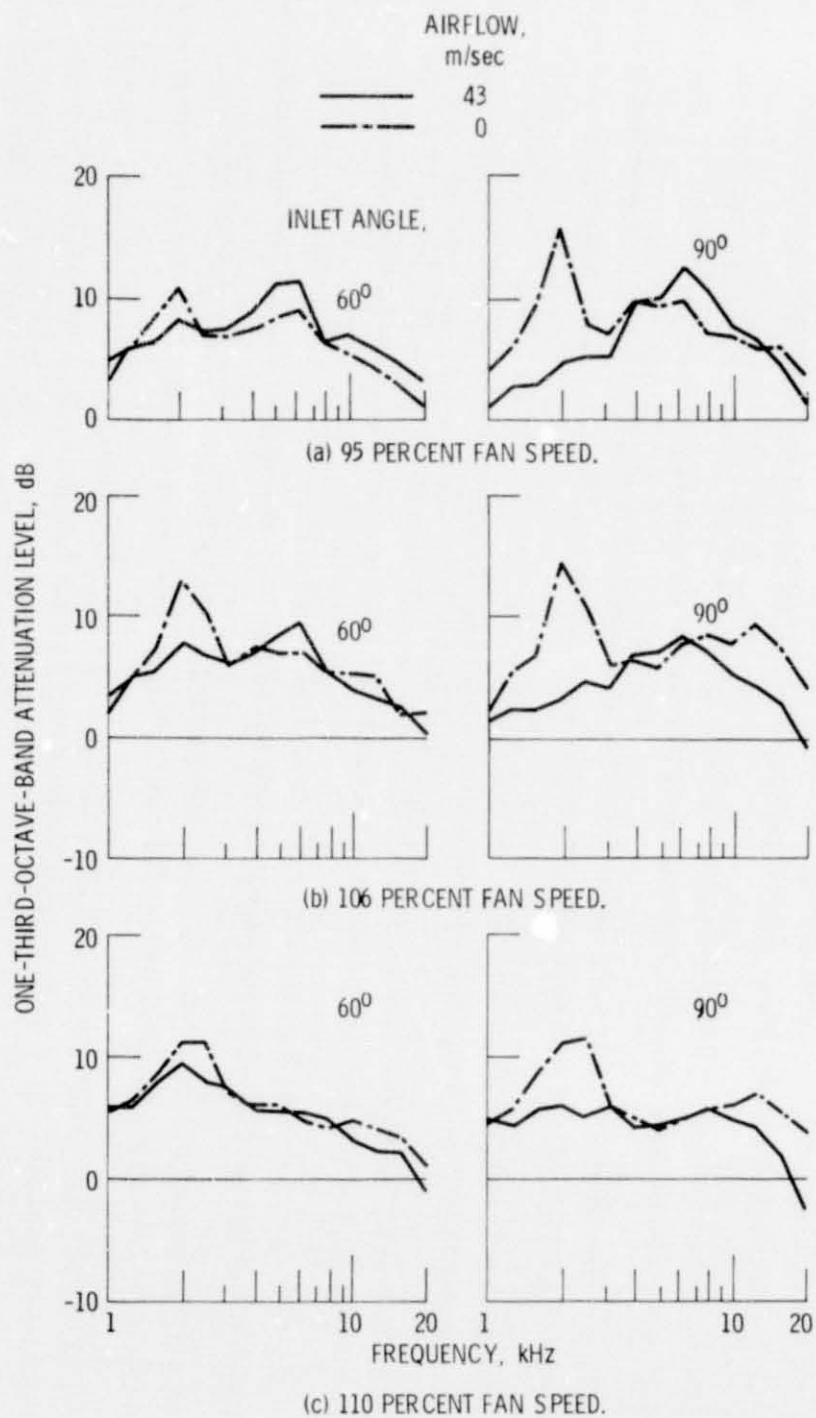 AIRFLOW,
m/sec
43
0
ONE-THIRD-OCTAVE-BAND ATTENUATION LEVEL, dB
20
10
0
INLET ANGLE,
60⁰
90⁰
(a) 95 PERCENT FAN SPEED.
20
10
0
-10
60⁰
90⁰
(b) 106 PERCENT FAN SPEED.
20
10
0
-10
60⁰
90⁰
1 10 20 1 10 20
FREQUENCY, kHz
(c) 110 PERCENT FAN SPEED.